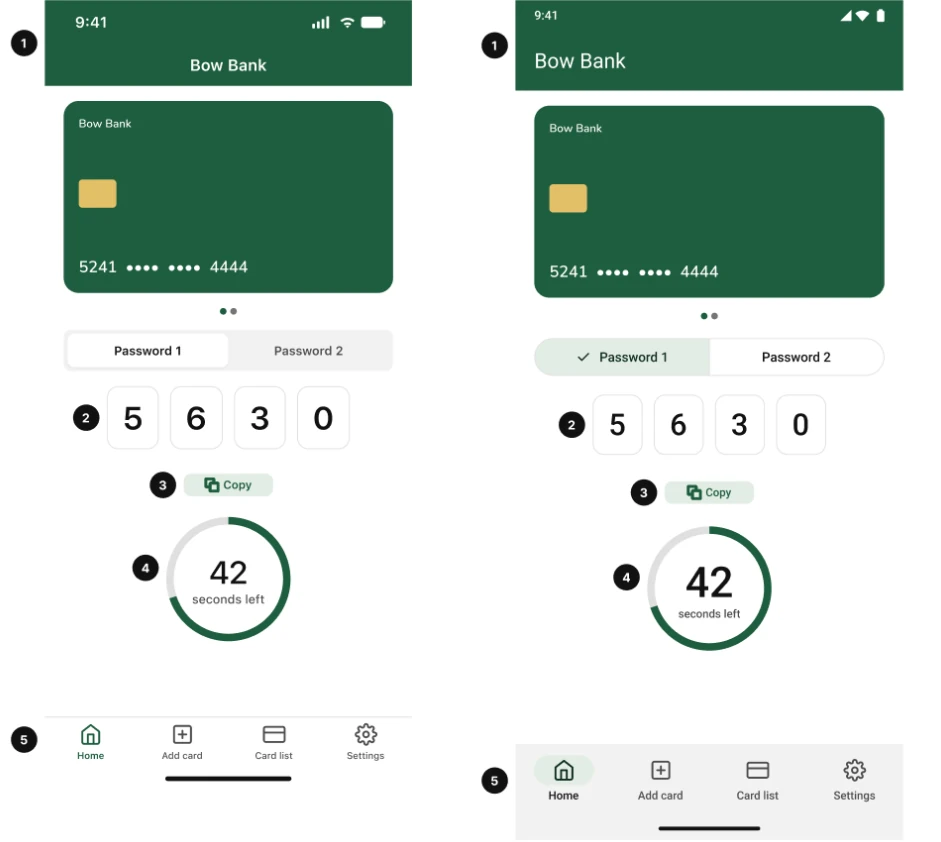 9:41
1
Bow Bank
Bow Bank
5241 •••• •••• 4444
Password 1 Password 2
2 5 6 3 0
3 Copy
4 42
seconds left
5
Home Add card Card list Settings
9:41
1
Bow Bank
Bow Bank
5241 •••• •••• 4444
Password 1 Password 2
2 5 6 3 0
3 Copy
4 42
seconds left
5
Home Add card Card list Settings